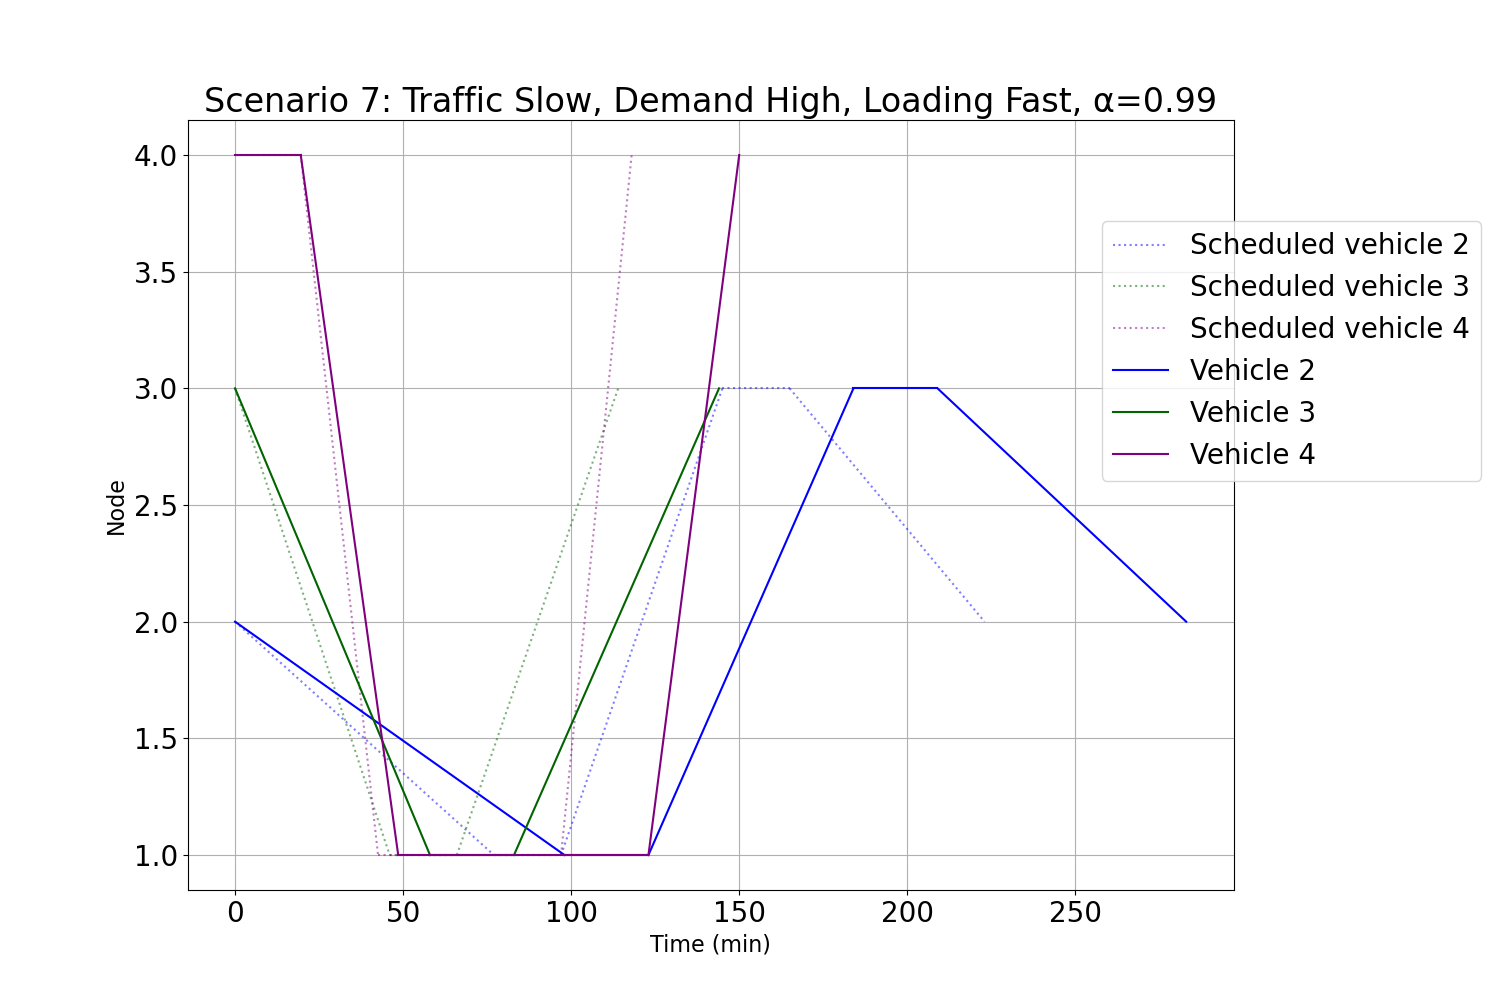 Scenario 7: Traffic Slow, Demand High, Loading Fast, α=0.99
4.0
3.5
3.0
2.5
2.0
1.5
1.0
Node
0 50 100 150 200 250
Time (min)
Scheduled vehicle 2
Scheduled vehicle 3
Scheduled vehicle 4
Vehicle 2
Vehicle 3
Vehicle 4